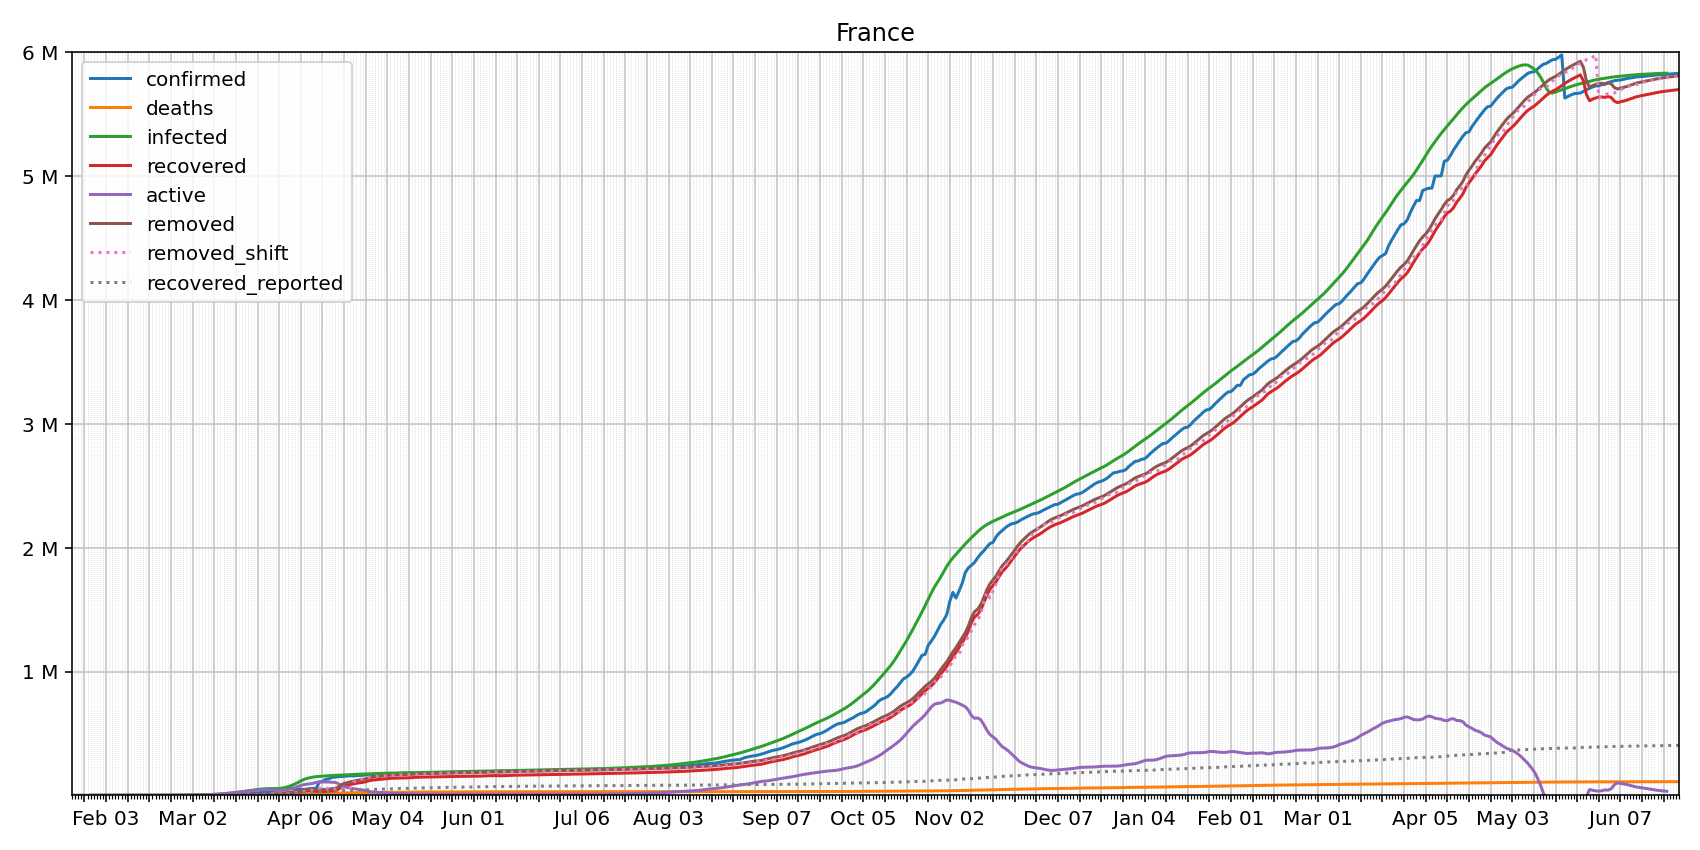 France
6 M
5 M
4 M
3 M
2 M
1 M
confirmed
deaths
infected
recovered
active
removed
removed_shift
recovered_reported
Feb 03 Mar 02 Apr 06 May 04 Jun 01 Jul 06 Aug 03 Sep 07 Oct 05 Nov 02 Dec 07 Jan 04 Feb 01 Mar 01 Apr 05 May 03 Jun 07